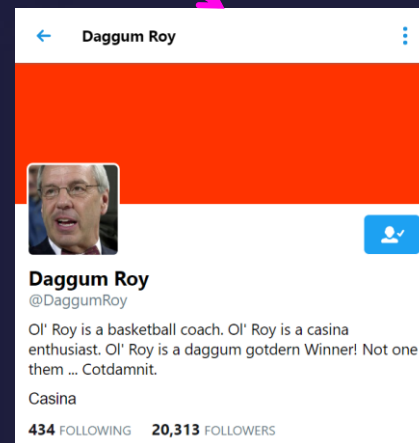 Daggum Roy
Daggum Roy
@DaggumRoy
Ol' Roy is a basketball coach. Ol' Roy is a casina
enthusiast. Ol' Roy is a daggum gotdern Winner! Not one
them ... Cotdamnit.
Casina
434 FOLLOWING 20,313 FOLLOWERS